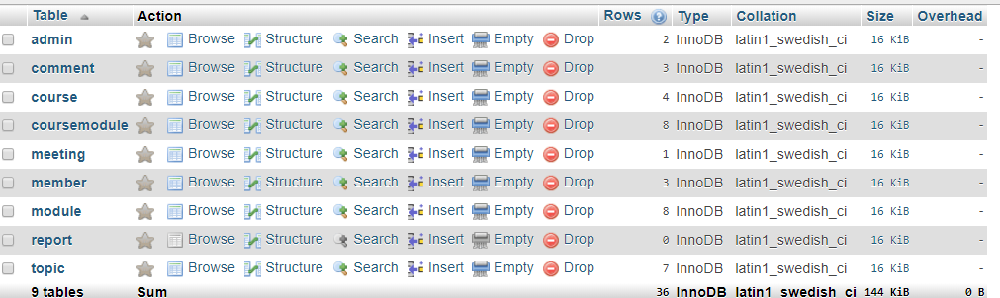 Table Action Rows Type Collation Size Overhead
admin Browse Structure Search Insert Empty Drop 2 InnoDB latin1_swedish_ci 16 KiB -
comment Browse Structure Search Insert Empty Drop 3 InnoDB latin1_swedish_ci 16 KiB -
course Browse Structure Search Insert Empty Drop 4 InnoDB latin1_swedish_ci 16 KiB -
coursemodule Browse Structure Search Insert Empty Drop 8 InnoDB latin1_swedish_ci 16 KiB -
meeting Browse Structure Search Insert Empty Drop 1 InnoDB latin1_swedish_ci 16 KiB -
member Browse Structure Search Insert Empty Drop 3 InnoDB latin1_swedish_ci 16 KiB -
module Browse Structure Search Insert Empty Drop 8 InnoDB latin1_swedish_ci 16 KiB -
report Browse Structure Search Insert Empty Drop 0 InnoDB latin1_swedish_ci 16 KiB -
topic Browse Structure Search Insert Empty Drop 7 InnoDB latin1_swedish_ci 16 KiB -
9 tables Sum 36 InnoDB latin1_swedish_ci 144 KiB 0 B